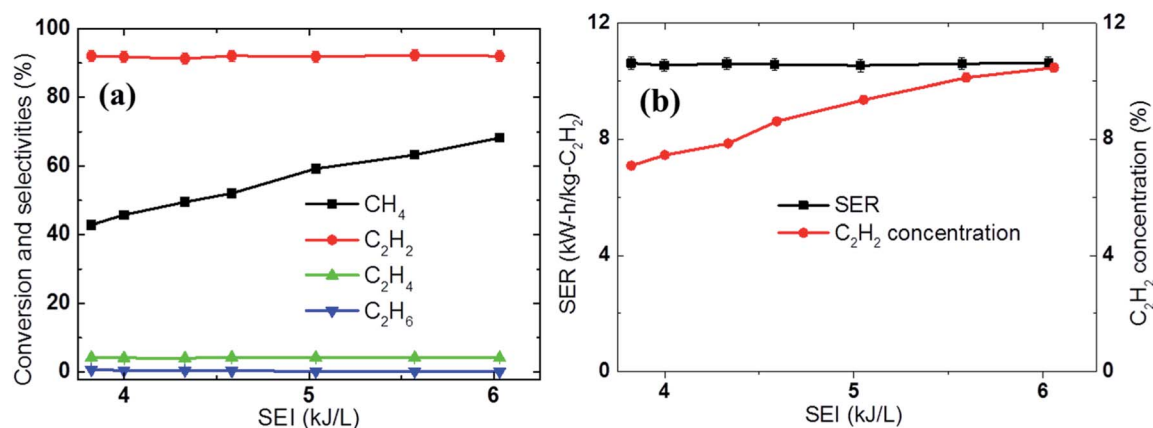 100
80
60
40
20
0
Conversion and selectivities (%)
(a)
CH₄
C₂H₂
C₂H₄
C₂H₆
4
5
6
SEI (kJ/L)
12
8
4
0
SER (kW-h/kg-C₂H₂)
(b)
SER
C₂H₂ concentration
4
5
6
SEI (kJ/L)
12
8
4
0
C₂H₂ concentration (%)